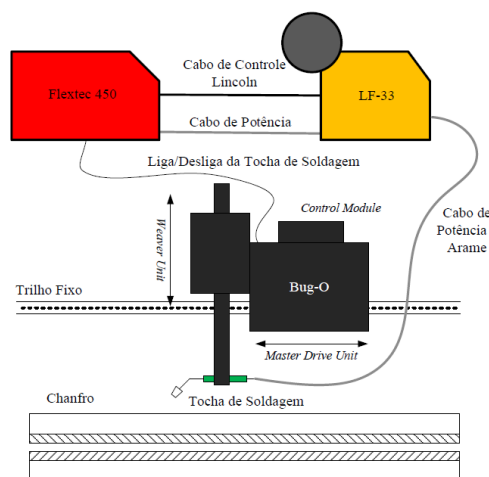 Flextec 450
Cabo de Controle
Lincoln
LF-33
Cabo de Potência
Liga/Desliga da Tocha de Soldagem
Weaver Unit
Control Module
Cabo de
Potência e
Arame
Bug-O
Trilho Fixo
Master Drive Unit
Chanfro
Tocha de Soldagem